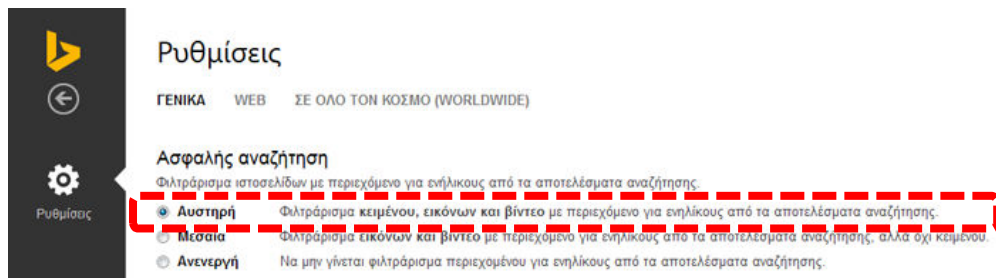 Ρυθμίσεις
ΓΕΝΙΚΑ WEB ΣΕ ΟΛΟ ΤΟΝ ΚΟΣΜΟ (WORLDWIDE)
Ασφαλής αναζήτηση
Φιλτράρισμα ιστοσελίδων με περιεχόμενο για ενήλικους από τα αποτελέσματα αναζήτησης.
Ρυθμίσεις
Αυστηρή Φιλτράρισμα κειμένου, εικόνων και βίντεο με περιεχόμενο για ενηλίκους από τα αποτελέσματα αναζήτησης.
Μεσαία Φιλτράρισμα εικόνων και βίντεο με περιεχόμενο για ενηλίκους από τα αποτελέσματα αναζήτησης, αλλά όχι κειμένου.
Ανενεργή Να μην γίνεται φιλτράρισμα περιεχομένου για ενηλίκους από τα αποτελέσματα αναζήτησης.